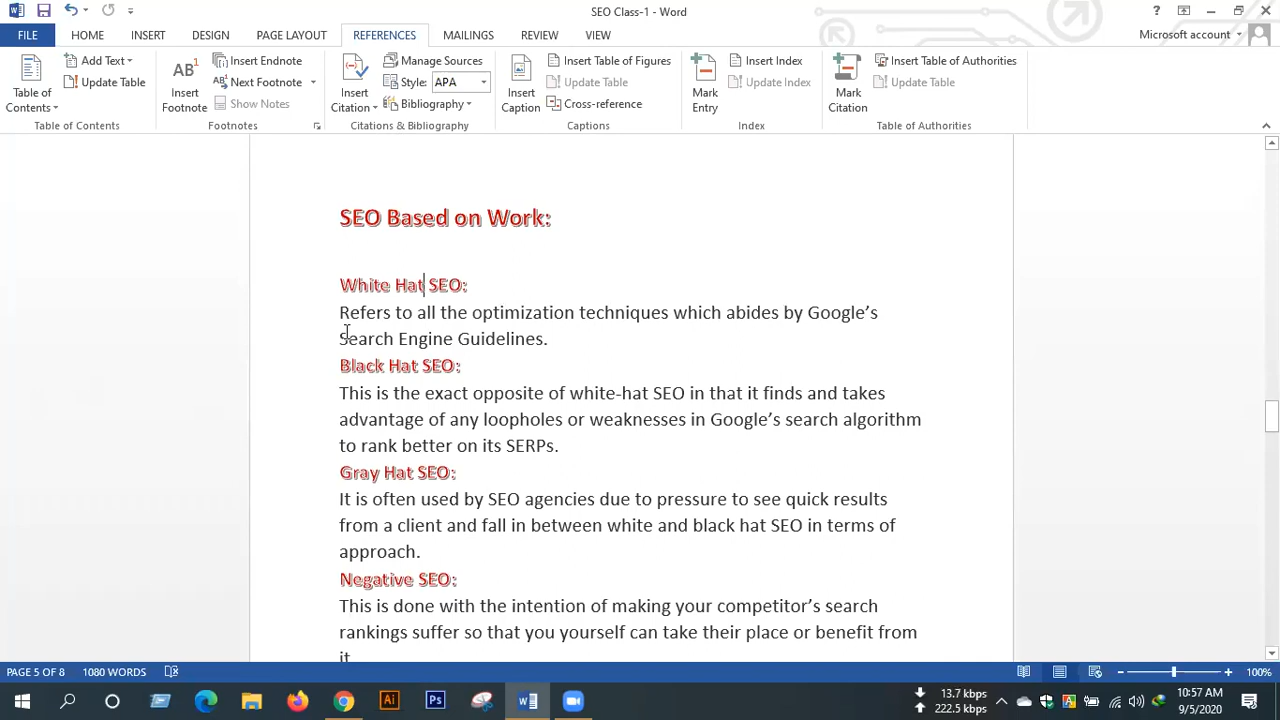 SEO Class-1 - Word
FILE HOME INSERT DESIGN PAGE LAYOUT REFERENCES MAILINGS REVIEW VIEW Microsoft account
Table of Contents
Add Text
Update Table
Table of Contents
AB1 Insert Footnote
Insert Endnote
AB1 Next Footnote
Show Notes
Footnotes
Insert Citation
Manage Sources
Style: APA
Bibliography
Citations & Bibliography
Insert Caption
Insert Table of Figures
Update Table
Cross-reference
Captions
Mark Entry
Insert Index
Update Index
Index
Mark Citation
Insert Table of Authorities
Update Table
Table of Authorities
SEO Based on Work:
White Hat SEO:
Refers to all the optimization techniques which abides by Google’s
Search Engine Guidelines.
Black Hat SEO:
This is the exact opposite of white-hat SEO in that it finds and takes
advantage of any loopholes or weaknesses in Google’s search algorithm
to rank better on its SERPs.
Gray Hat SEO:
It is often used by SEO agencies due to pressure to see quick results
from a client and fall in between white and black hat SEO in terms of
approach.
Negative SEO:
This is done with the intention of making your competitor’s search
rankings suffer so that you yourself can take their place or benefit from
it
PAGE 5 OF 8 1080 WORDS 100%
Ai Ps
13.7 kbps
222.5 kbps
10:57 AM
9/5/2020